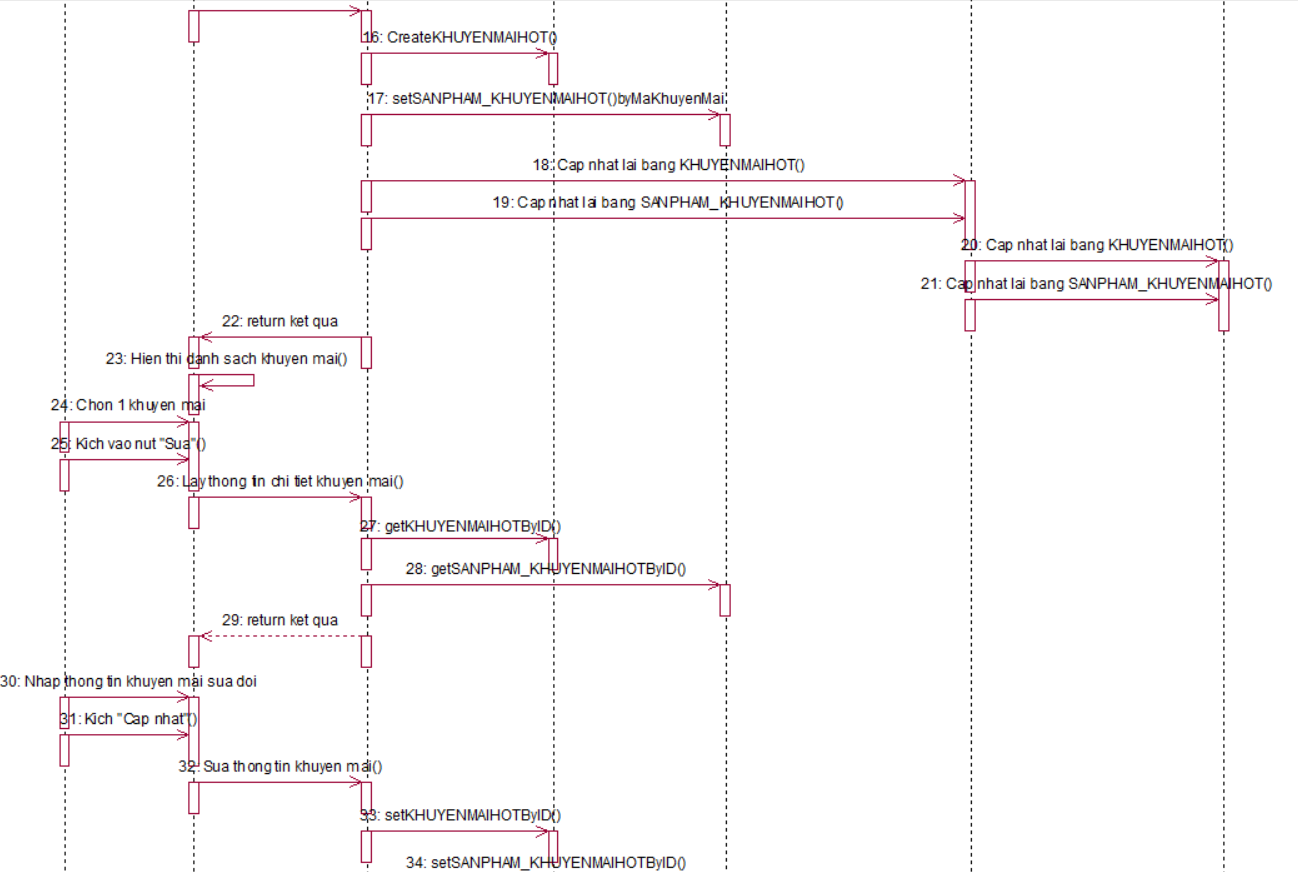 16: CreateKHUYENMAIHOT()
17: setSANPHAM_KHUYENMAIHOT()byMaKhuyenMai
18: Cap nhat lai bang KHUYENMAIHOT()
19: Cap nhat lai bang SANPHAM_KHUYENMAIHOT()
20: Cap nhat lai bang KHUYENMAIHOT()
21: Cap nhat lai bang SANPHAM_KHUYENMAIHOT()
22: return ket qua
23: Hien thi danh sach khuyen mai()
24: Chon 1 khuyen mai
25: Kich vao nut "Sua"()
26: Lay thong tin chi tiet khuyen mai()
27: getKHUYENMAIHOTByID()
28: getSANPHAM_KHUYENMAIHOTByID()
29: return ket qua
30: Nhap thong tin khuyen mai sua doi
31: Kich "Cap nhat"()
32: Sua thong tin khuyen mai()
33: setKHUYENMAIHOTByID()
34: setSANPHAM_KHUYENMAIHOTByID()